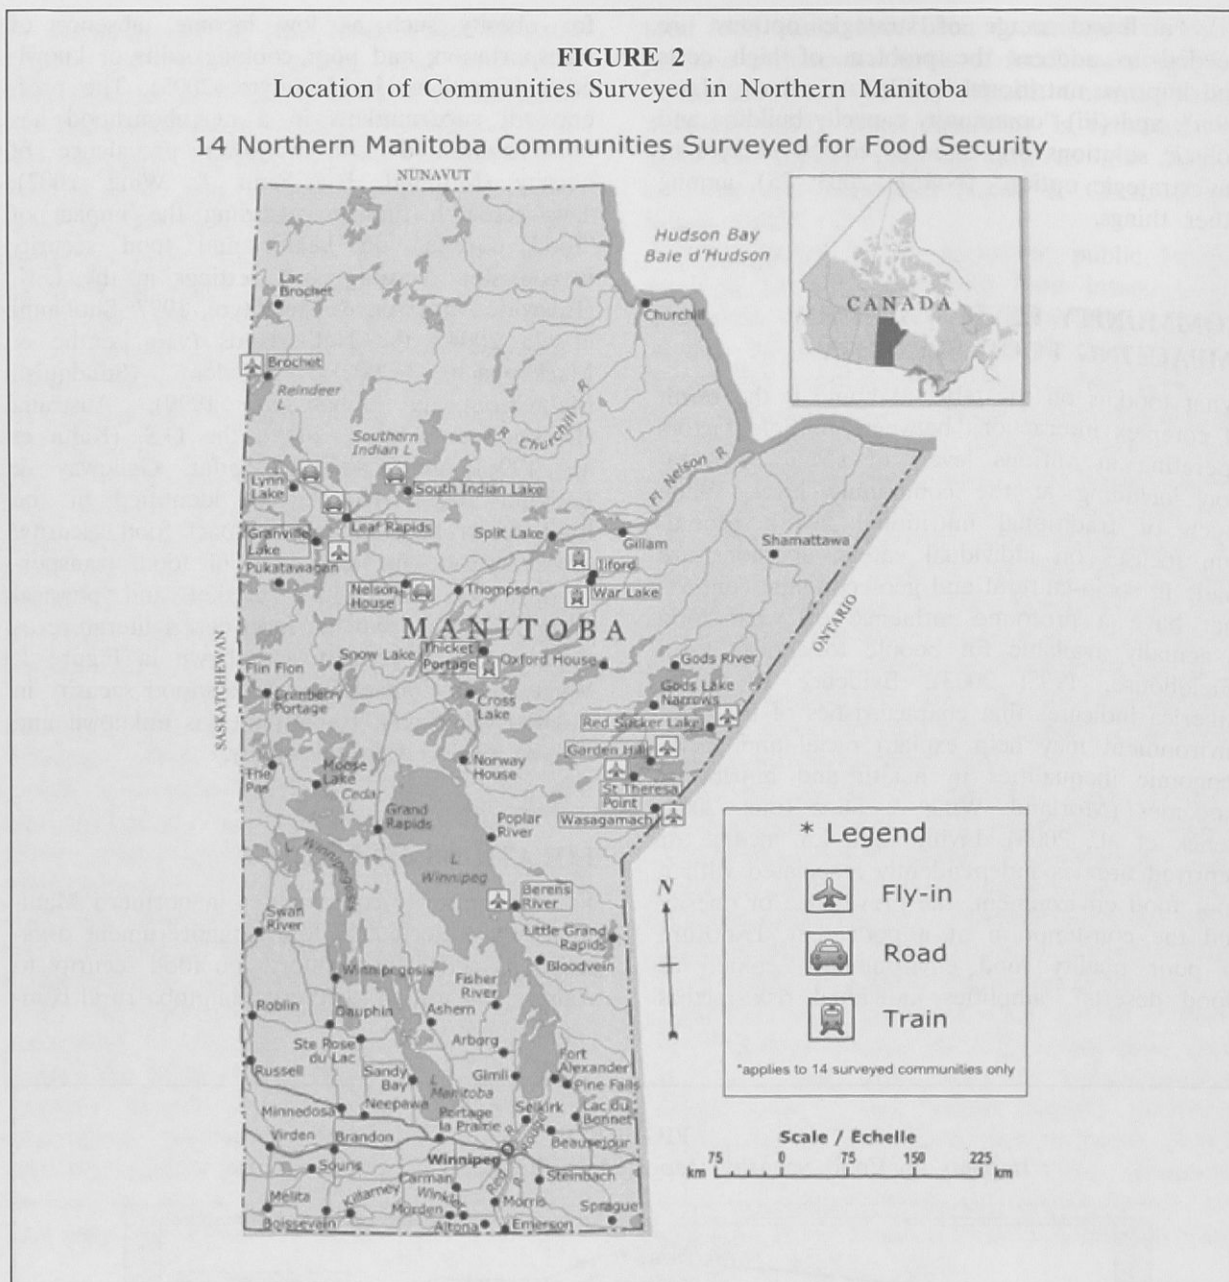 FIGURE 2
Location of Communities Surveyed in Northern Manitoba
14 Northern Manitoba Communities Surveyed for Food Security
NUNAVUT
Hudson Bay
Baie d'Hudson
Lac
Brochet
Churchill
CANADA
Brochet
Reindeer
Churchill R
R
Southern
Indian L
Lynn
Lake
South Indian Lake
Nelson R
Leaf Rapids
Granville
Lake
Split Lake
Gillam
Shamattawa
Pukatawagan
Ilford
Nelson
House
Thompson
War Lake
MANITOBA
ONTARIO
SASKATCHEWAN
Snow Lake
Thicket
Portage
Oxford House
Gods River
Flin Flon
Cranberry
Portage
Cross
Lake
Gods Lake
Narrows
Red Sucker Lake
Garden Hill
The
Pas
Moose
Lake
Norway
House
St Theresa
Point
Cedar
L
Grand
Rapids
Poplar
River
Wasagamach
* Legend
L
Winnipegosis
L
Winnipeg
Fly-in
Berens
River
N
Swan
River
Little Grand
Rapids
Road
Winnipegosis
Bloodvein
Fisher
River
Roblin
Dauphin
Ashern
Train
Ste Rose
du Lac
Arborg
Russell
Sandy
Bay
Gimli
Fort
Alexander
Pine Falls
*applies to 14 surveyed communities only
L
Manitoba
Minnedosa
Neepawa
Portage
la Prairie
Selkirk
Lac du
Bonnet
Virden
Brandon
Beausejour
Scale / Echelle
Winnipeg
75 0 75 150 225
km km
Souris
Carman
Steinbach
Melita
Killarney
Winkler
Morris
Sprague
Boissevain
Morden
Altona
Emerson